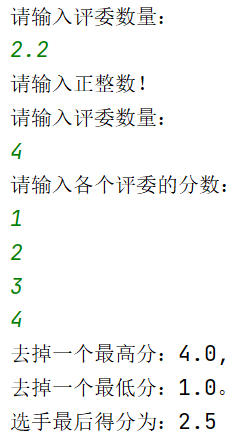 请输入评委数量：
2.2
请输入正整数！
请输入评委数量：
4
请输入各个评委的分数：
1
2
3
4
去掉一个最高分：4.0，
去掉一个最低分：1.0。
选手最后得分为：2.5